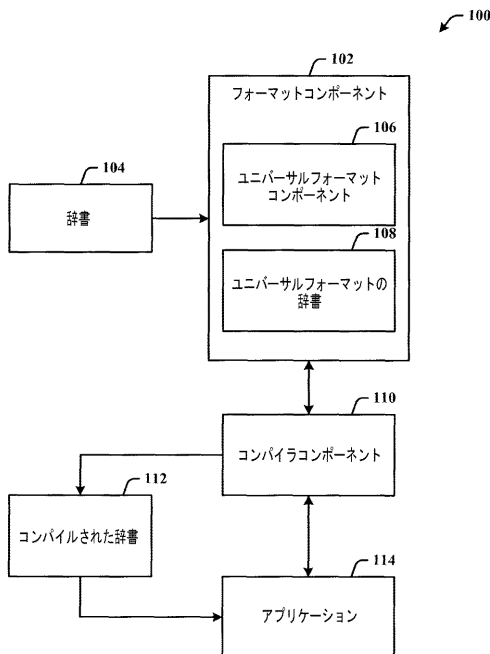 100
102
フォーマットコンポーネント
106
ユニバーサルフォーマット
コンポーネント
104
辞書
108
ユニバーサルフォーマットの
辞書
110
コンパイラコンポーネント
112
コンパイルされた辞書
114
アプリケーション